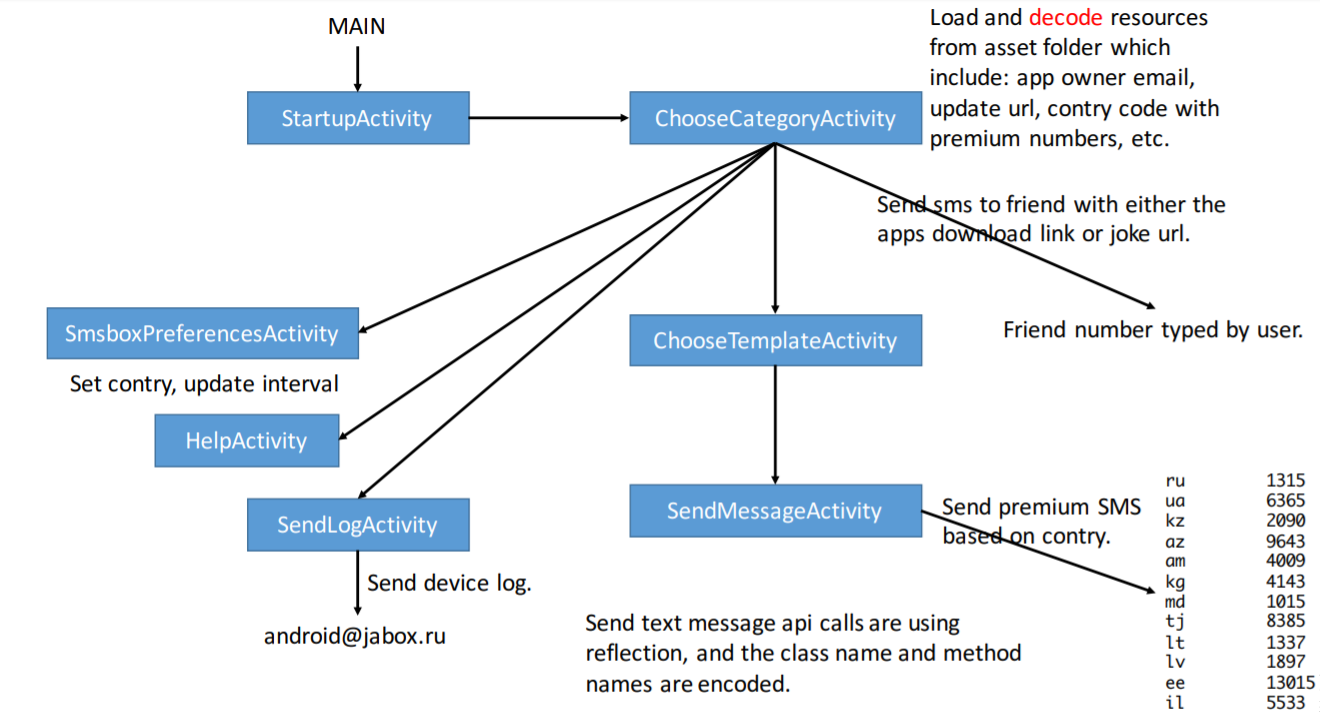 MAIN
StartupActivity
ChooseCategoryActivity
Load and decode resources
from asset folder which
include: app owner email,
update url, contry code with
premium numbers, etc.
Send sms to friend with either the
apps download link or joke url.
Friend number typed by user.
SmsboxPreferencesActivity
Set contry, update interval
HelpActivity
SendLogActivity
Send device log.
android@jabox.ru
ChooseTemplateActivity
SendMessageActivity
Send premium SMS
based on contry.
Send text message api calls are using
reflection, and the class name and method
names are encoded.
ru 1315
ua 6365
kz 2090
az 9643
am 4009
kg 4143
md 1015
tj 8385
lt 1337
lv 1897
ee 13015
il 5533